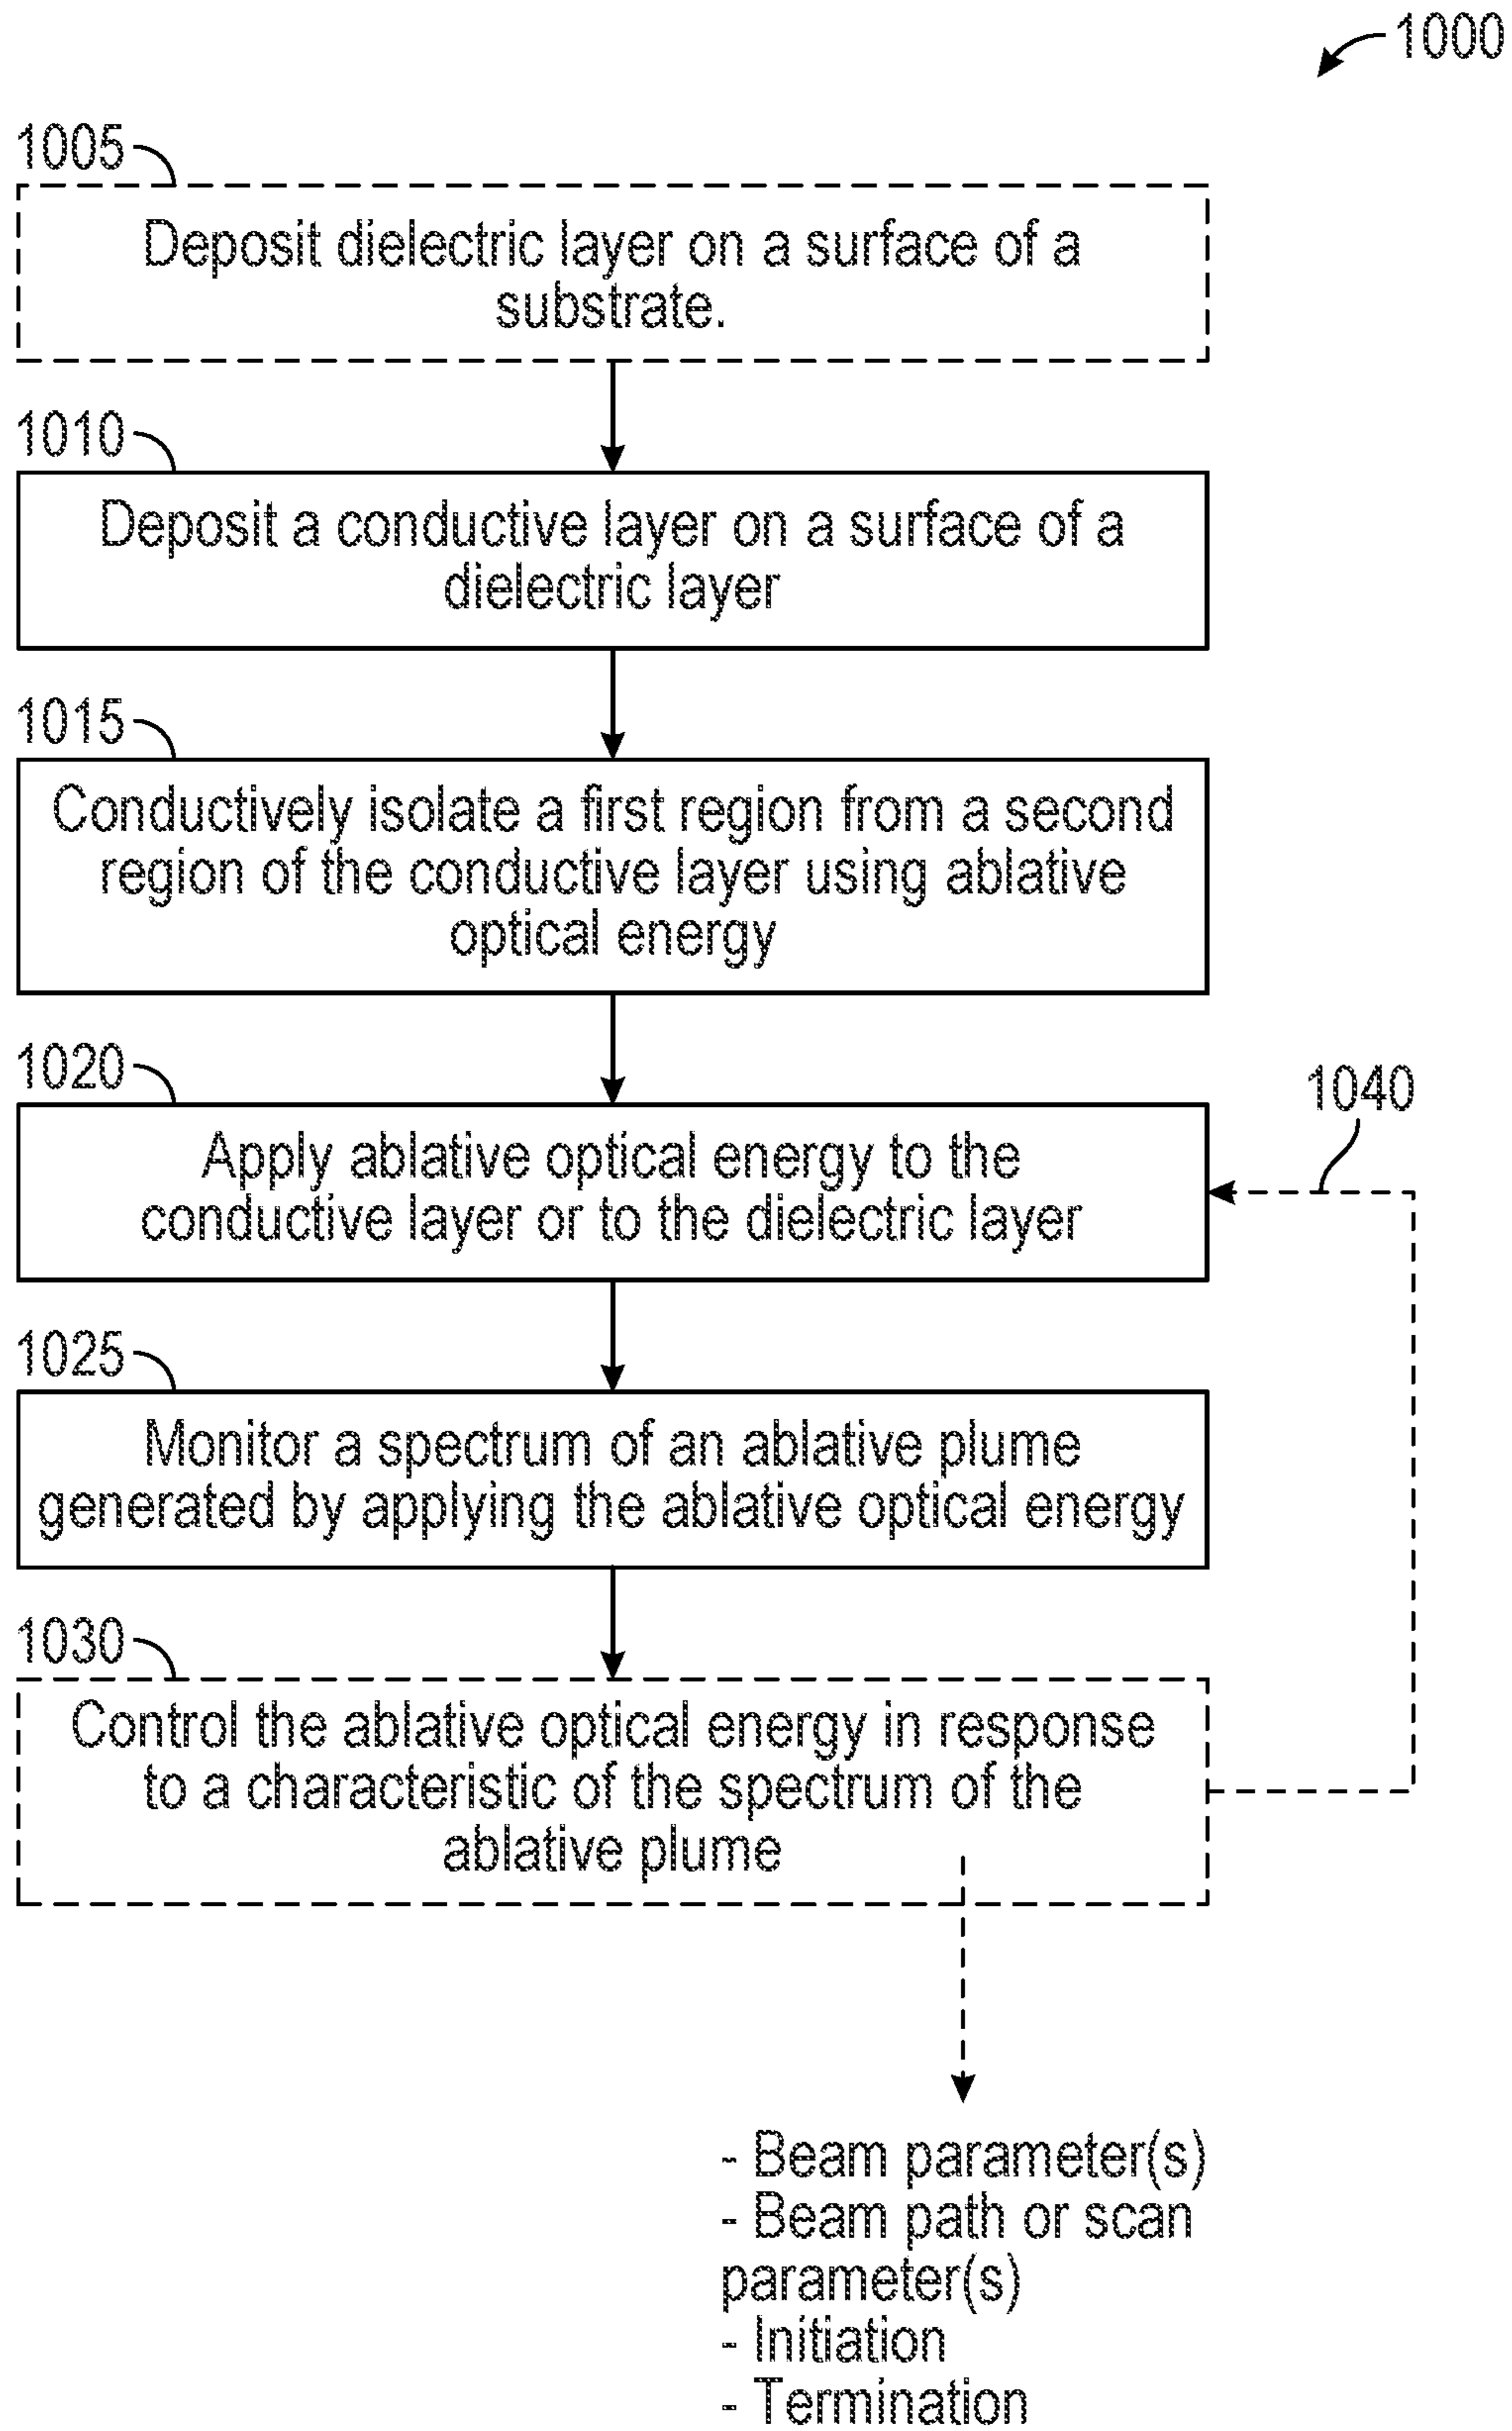 1000
1005
Deposit dielectric layer on a surface of a
substrate.
1010
Deposit a conductive layer on a surface of a
dielectric layer
1015
Conductively isolate a first region from a second
region of the conductive layer using ablative
optical energy
1020
Apply ablative optical energy to the
conductive layer or to the dielectric layer
1040
1025
Monitor a spectrum of an ablative plume
generated by applying the ablative optical energy
1030
Control the ablative optical energy in response
to a characteristic of the spectrum of the
ablative plume
- Beam parameter(s)
- Beam path or scan
parameter(s)
- Initiation
- Termination